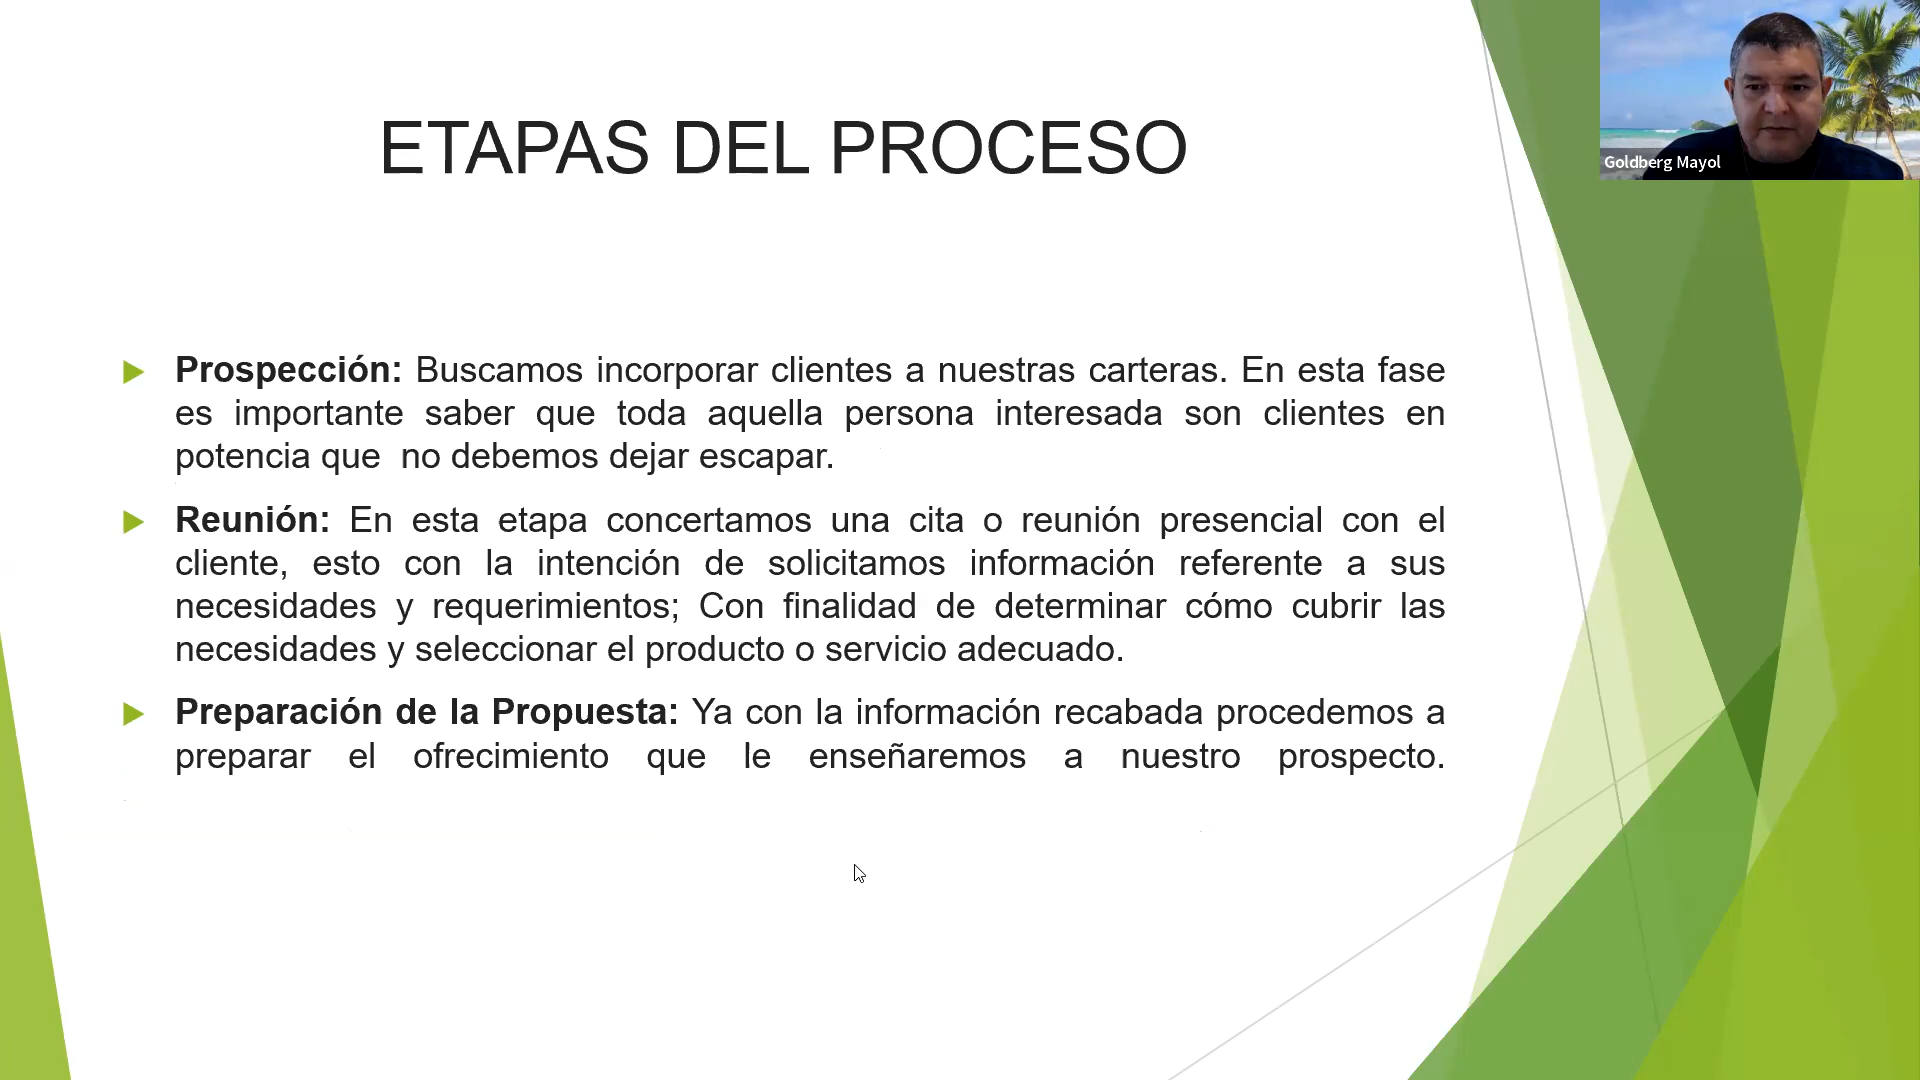 ETAPAS DEL PROCESO
Goldberg Mayol
Prospección: Buscamos incorporar clientes a nuestras carteras. En esta fase
es importante saber que toda aquella persona interesada son clientes en
potencia que  no debemos dejar escapar.
Reunión: En esta etapa concertamos una cita o reunión presencial con el
cliente, esto con la intención de solicitamos información referente a sus
necesidades y requerimientos; Con finalidad de determinar cómo cubrir las
necesidades y seleccionar el producto o servicio adecuado.
Preparación de la Propuesta: Ya con la información recabada procedemos a
preparar el ofrecimiento que le enseñaremos a nuestro prospecto.